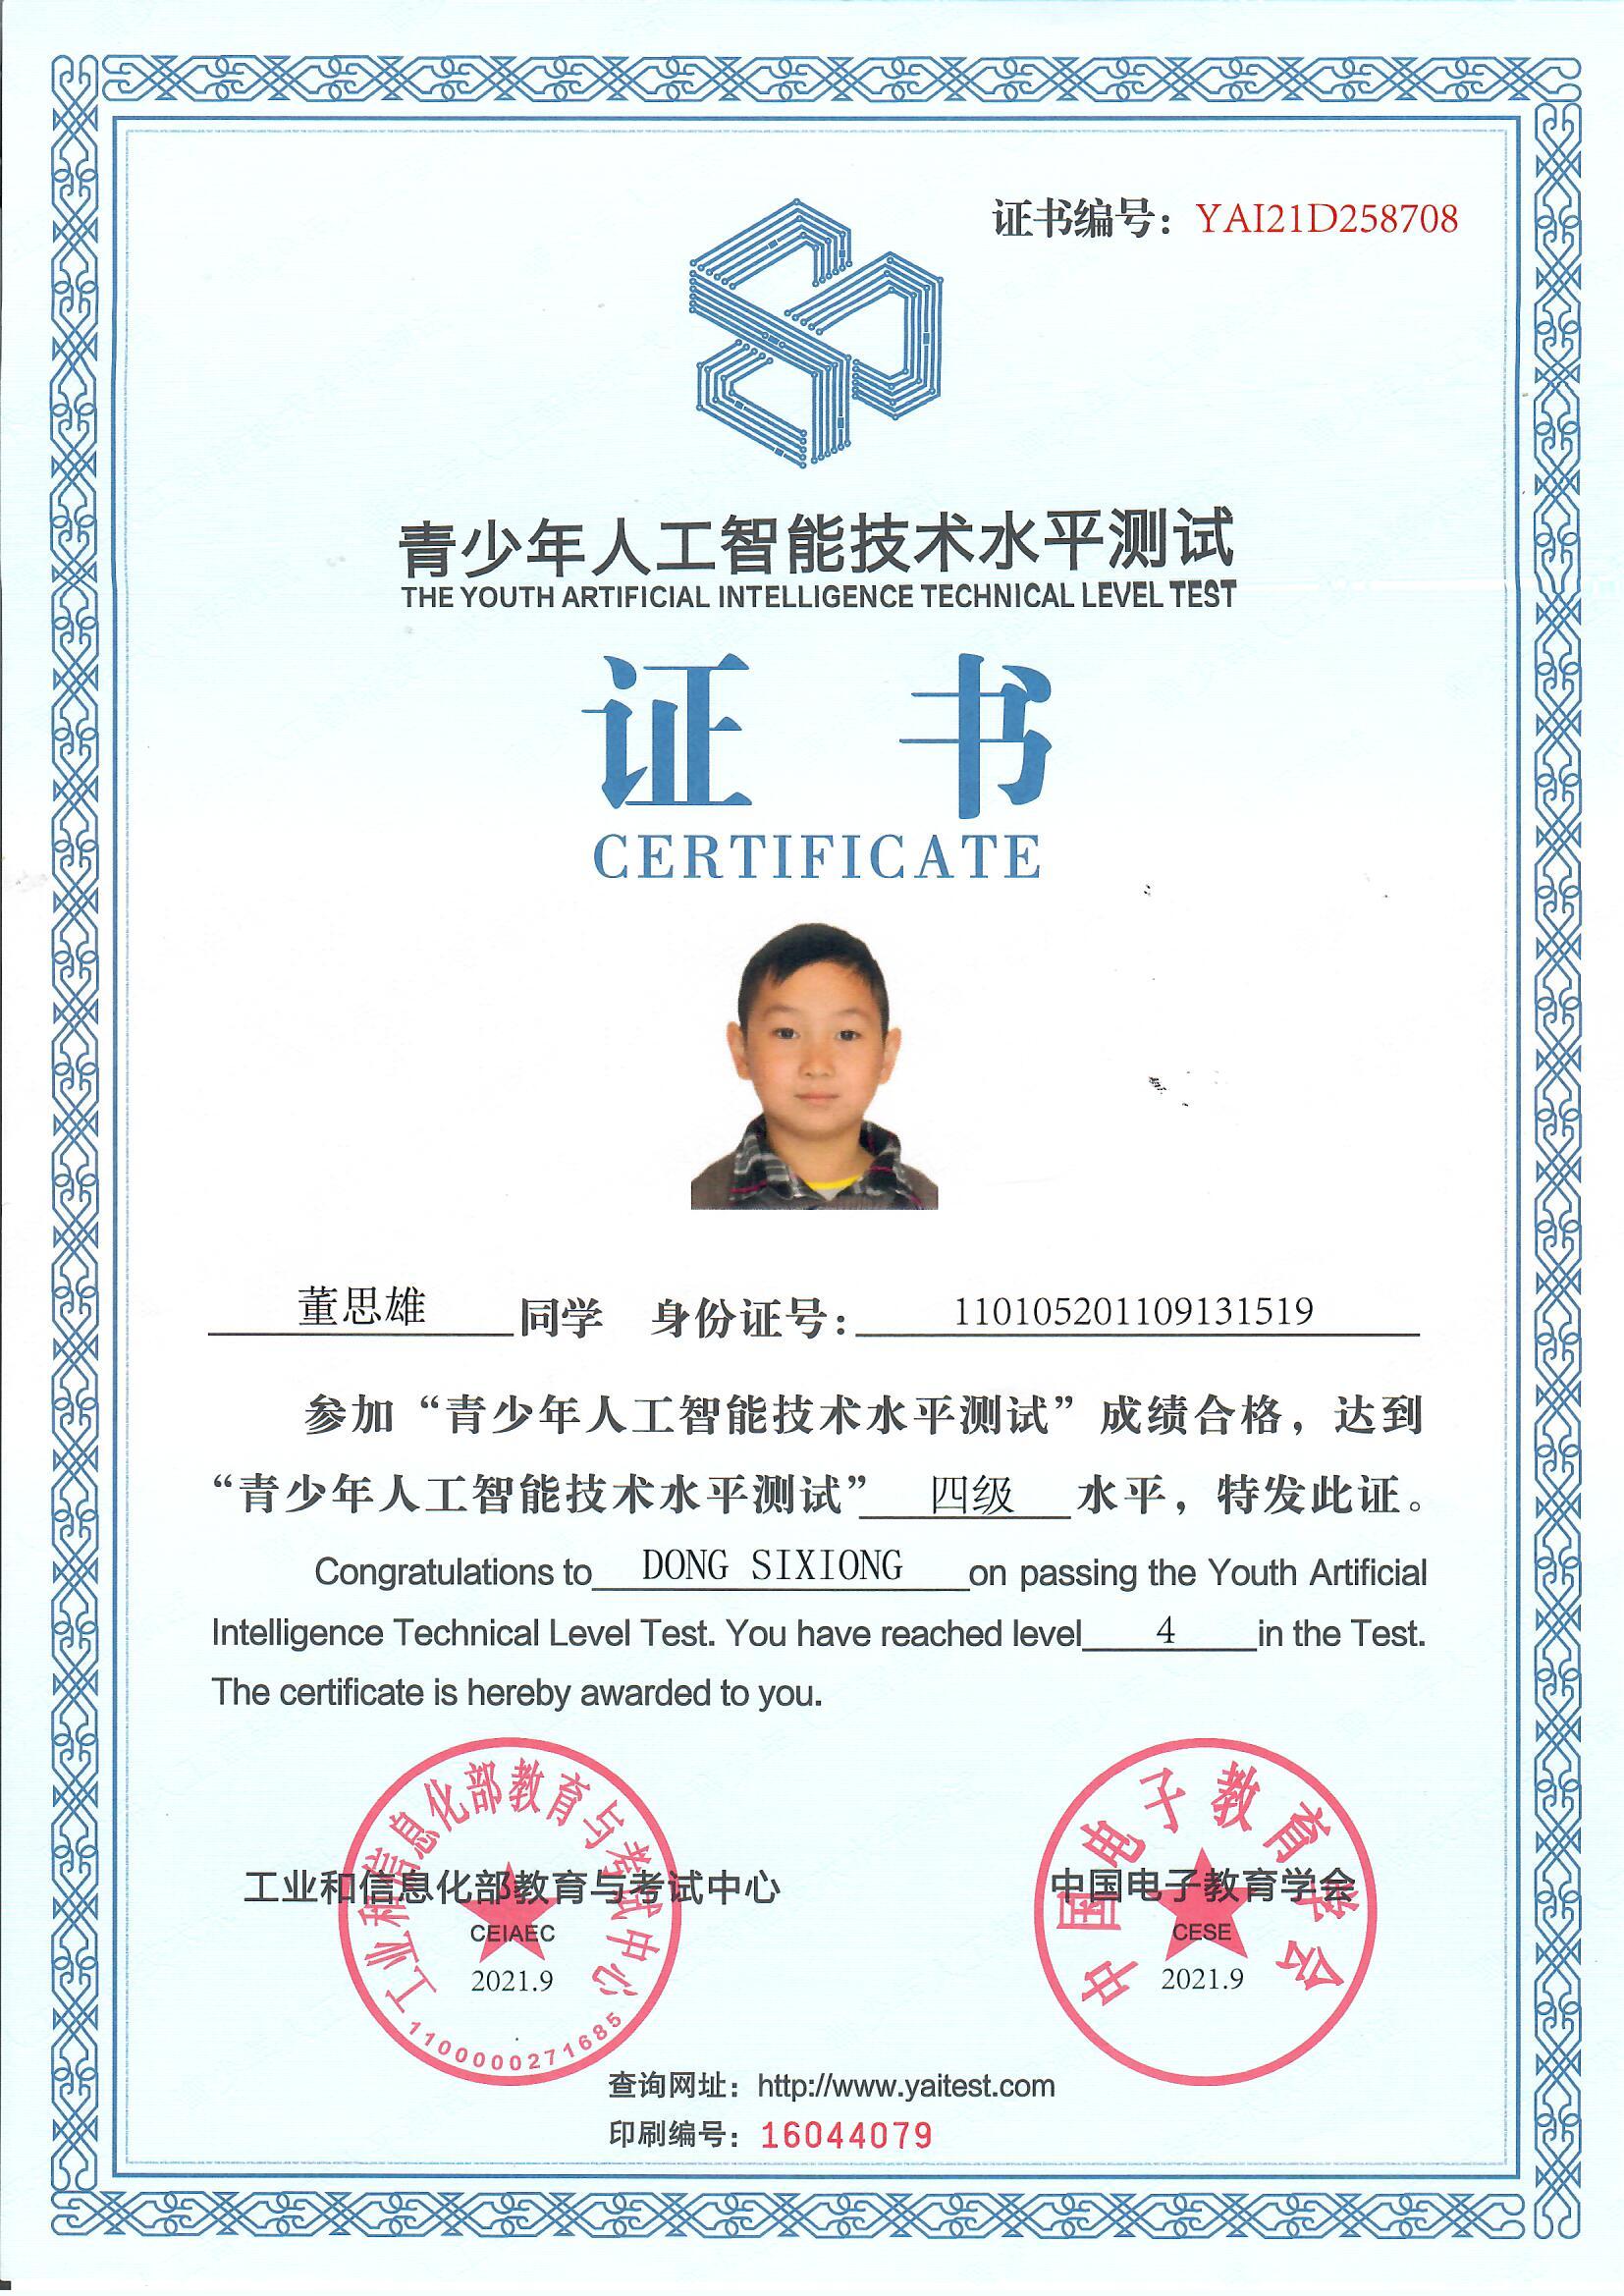 证书编号：YAI21D258708
青少年人工智能技术水平测试
THE YOUTH ARTIFICIAL INTELLIGENCE TECHNICAL LEVEL TEST
证 书
CERTIFICATE
董思雄 同学 身份证号：110105201109131519
参加“青少年人工智能技术水平测试”成绩合格，达到
“青少年人工智能技术水平测试” 四级 水平，特发此证。
Congratulations to DONG SIXIONG on passing the Youth Artificial
Intelligence Technical Level Test. You have reached level 4 in the Test.
The certificate is hereby awarded to you.
工业和信息化部教育与考试中心
工业和信息化部教育与考试中心
CEIAEC
2021.9
1100000271685
中国电子教育学会
中国电子教育学会
CESE
2021.9
查询网址：http://www.yaitest.com
印刷编号：16044079